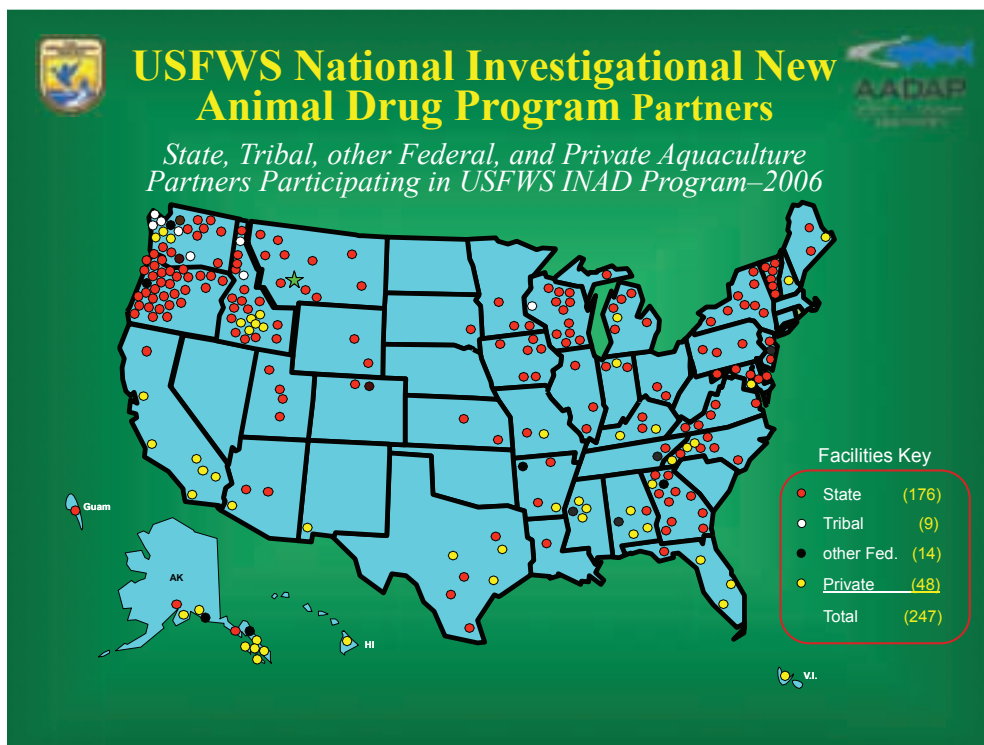 USFWS National Investigational New
Animal Drug Program Partners
AADAP
State, Tribal, other Federal, and Private Aquaculture
Partners Participating in USFWS INAD Program–2006
Facilities Key
State (176)
Tribal (9)
other Fed. (14)
Private (48)
Total (247)
Guam
AK
HI
V.I.